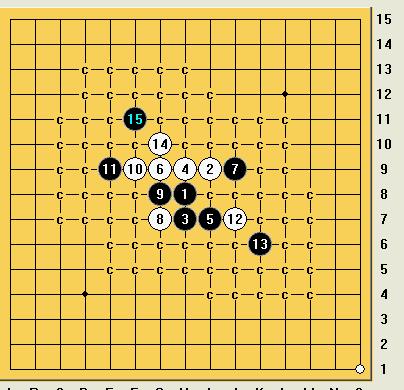 15
14
c c c c c 13
c c c c c c 12
c c c 15 c c c c c c 11
c c c c 14 c c c c c 10
c c 11 10 6 4 2 7 c c 9
c c c c 9 1 c c c c c 8
c c c c 8 3 5 12 c c c 7
c c c c c c 13 c c 6
c c c c c c c c c 5
c c c c c 4
3
2
1